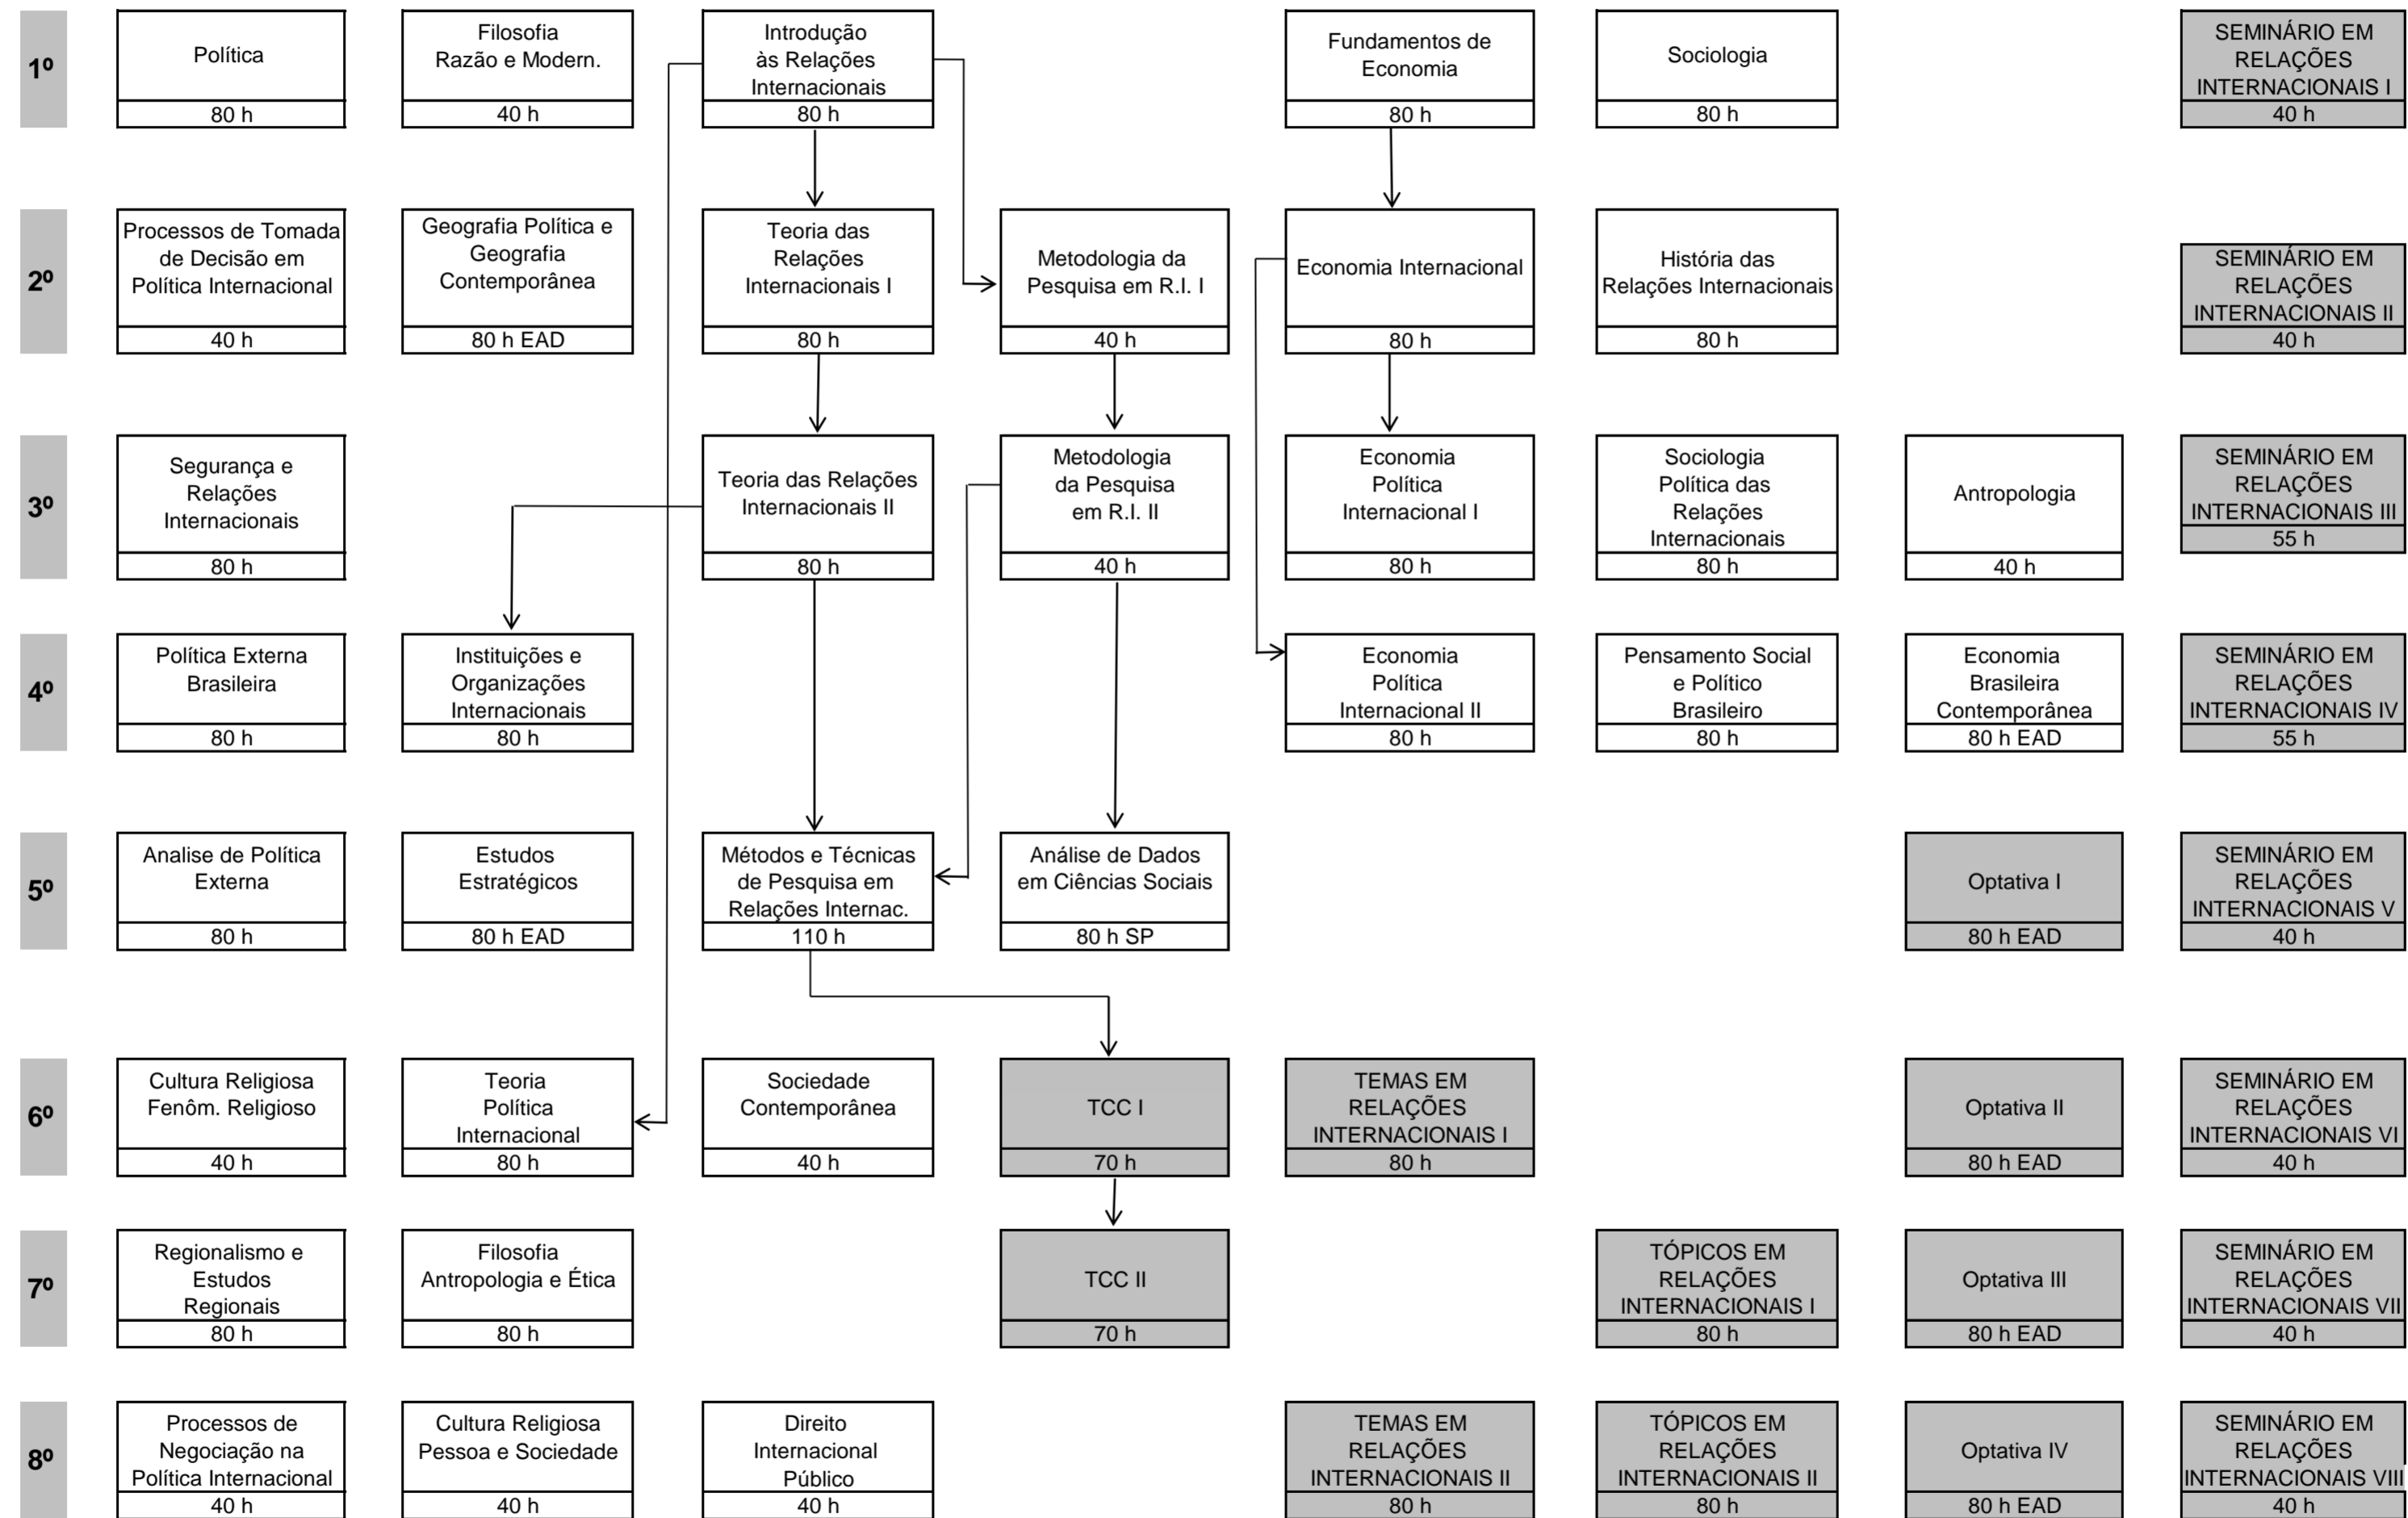 1º
Política
80 h
Filosofia
Razão e Modern.
40 h
Introdução
às Relações
Internacionais
80 h
Fundamentos de
Economia
80 h
Sociologia
80 h
SEMINÁRIO EM
RELAÇÕES
INTERNACIONAIS I
40 h
2º
Processos de Tomada
de Decisão em
Política Internacional
40 h
Geografia Política e
Geografia
Contemporânea
80 h EAD
Teoria das
Relações
Internacionais I
80 h
Metodologia da
Pesquisa em R.I. I
40 h
Economia Internacional
80 h
História das
Relações Internacionais
80 h
SEMINÁRIO EM
RELAÇÕES
INTERNACIONAIS II
40 h
3º
Segurança e
Relações
Internacionais
80 h
Teoria das Relações
Internacionais II
80 h
Metodologia
da Pesquisa
em R.I. II
40 h
Economia
Política
Internacional I
80 h
Sociologia
Política das
Relações
Internacionais
80 h
Antropologia
40 h
SEMINÁRIO EM
RELAÇÕES
INTERNACIONAIS III
55 h
4º
Política Externa
Brasileira
80 h
Instituições e
Organizações
Internacionais
80 h
Economia
Política
Internacional II
80 h
Pensamento Social
e Político
Brasileiro
80 h
Economia
Brasileira
Contemporânea
80 h EAD
SEMINÁRIO EM
RELAÇÕES
INTERNACIONAIS IV
55 h
5º
Analise de Política
Externa
80 h
Estudos
Estratégicos
80 h EAD
Métodos e Técnicas
de Pesquisa em
Relações Internac.
110 h
Análise de Dados
em Ciências Sociais
80 h SP
Optativa I
80 h EAD
SEMINÁRIO EM
RELAÇÕES
INTERNACIONAIS V
40 h
6º
Cultura Religiosa
Fenôm. Religioso
40 h
Teoria
Política
Internacional
80 h
Sociedade
Contemporânea
40 h
TCC I
70 h
TEMAS EM
RELAÇÕES
INTERNACIONAIS I
80 h
Optativa II
80 h EAD
SEMINÁRIO EM
RELAÇÕES
INTERNACIONAIS VI
40 h
7º
Regionalismo e
Estudos
Regionais
80 h
Filosofia
Antropologia e Ética
80 h
TCC II
70 h
TÓPICOS EM
RELAÇÕES
INTERNACIONAIS I
80 h
Optativa III
80 h EAD
SEMINÁRIO EM
RELAÇÕES
INTERNACIONAIS VII
40 h
8º
Processos de
Negociação na
Política Internacional
40 h
Cultura Religiosa
Pessoa e Sociedade
40 h
Direito
Internacional
Público
40 h
TEMAS EM
RELAÇÕES
INTERNACIONAIS II
80 h
TÓPICOS EM
RELAÇÕES
INTERNACIONAIS II
80 h
Optativa IV
80 h EAD
SEMINÁRIO EM
RELAÇÕES
INTERNACIONAIS VIII
40 h